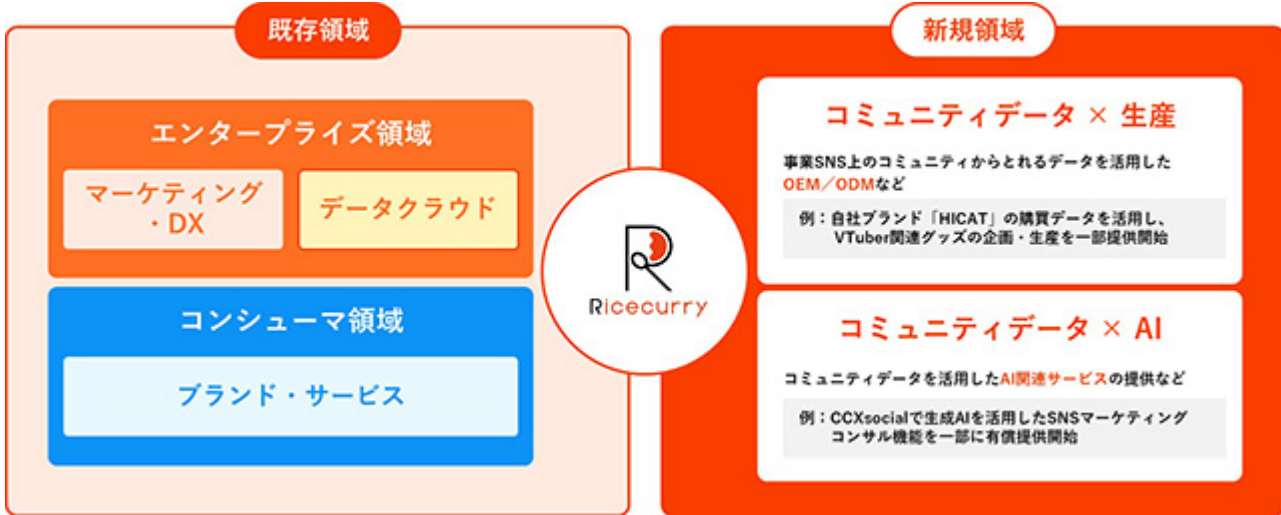 既存領域
エンタープライズ領域
マーケティング
・DX
データクラウド
コンシューマ領域
ブランド・サービス
Ricecurry
新規領域
コミュニティデータ × 生産
事業SNS上のコミュニティからとれるデータを活用した
OEM／ODMなど
例：自社ブランド「HICAT」の購買データを活用し、
VTuber関連グッズの企画・生産を一部提供開始
コミュニティデータ × AI
コミュニティデータを活用したAI関連サービスの提供など
例：CCXsocialで生成AIを活用したSNSマーケティング
コンサル機能を一部に有償提供開始